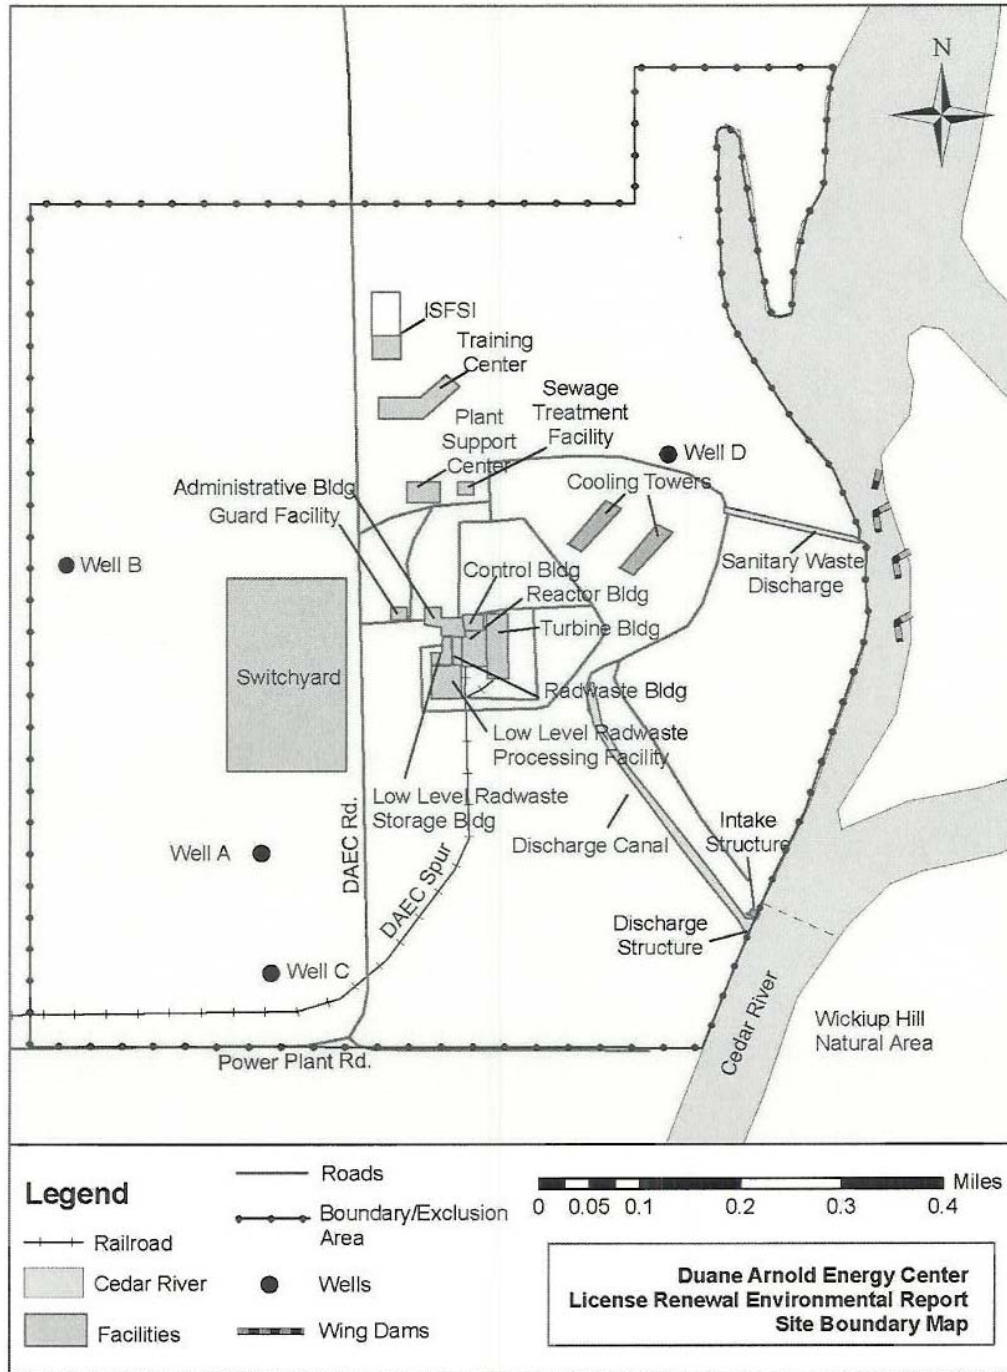 N
ISFSI
Training
Center
Sewage
Treatment
Facility
Plant
Support
Center
Well D
Administrative Bldg
Guard Facility
Cooling Towers
Well B
Sanitary Waste
Discharge
Control Bldg
Reactor Bldg
Turbine Bldg
Switchyard
Radwaste Bldg
Low Level Radwaste
Processing Facility
Low Level Radwaste
Storage Bldg
DAEC Rd.
Discharge Canal
Intake
Structure
Well A
DAEC Spur
Discharge
Structure
Well C
Cedar River
Wickiup Hill
Natural Area
Power Plant Rd.
Legend
Railroad
Cedar River
Facilities
Roads
Boundary/Exclusion
Area
Wells
Wing Dams
Miles
0 0.05 0.1 0.2 0.3 0.4
Duane Arnold Energy Center
License Renewal Environmental Report
Site Boundary Map